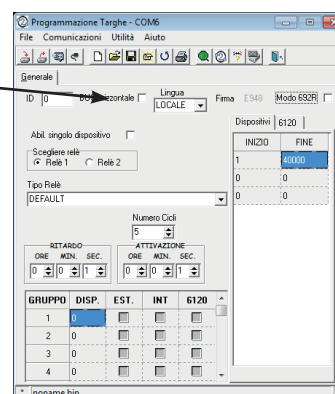 Programmazione Targhe - COM6
File Comunicazioni Utilità Aiuto
Generale
ID 0 BUS orizzontale Lingua LOCALE Firma E948 Modo 692R
Abil. singolo dispositivo
Scegliere relè
Relè 1 Relè 2
Tipo Relè
DEFAULT
Numero Cicli
5
RITARDO ATTIVAZIONE
ORE MIN. SEC. ORE MIN. SEC.
0 0 1 0 0 1
GRUPPO DISP. EST. INT 6120
1 0
2 0
3 0
4 0
Dispositivi 6120
INIZIO FINE
1 40000
0 0
0 0
* noname.bin